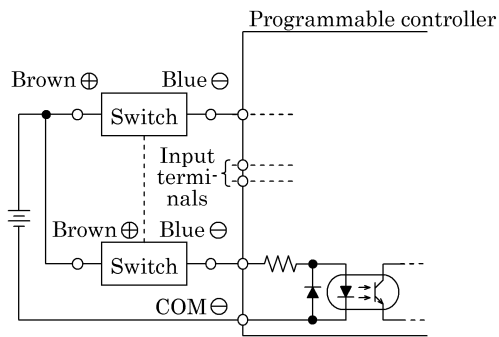 Programmable controller
Brown ⊕
Blue ⊖
Switch
Input
termi-
nals
Brown ⊕
Blue ⊖
Switch
COM ⊖